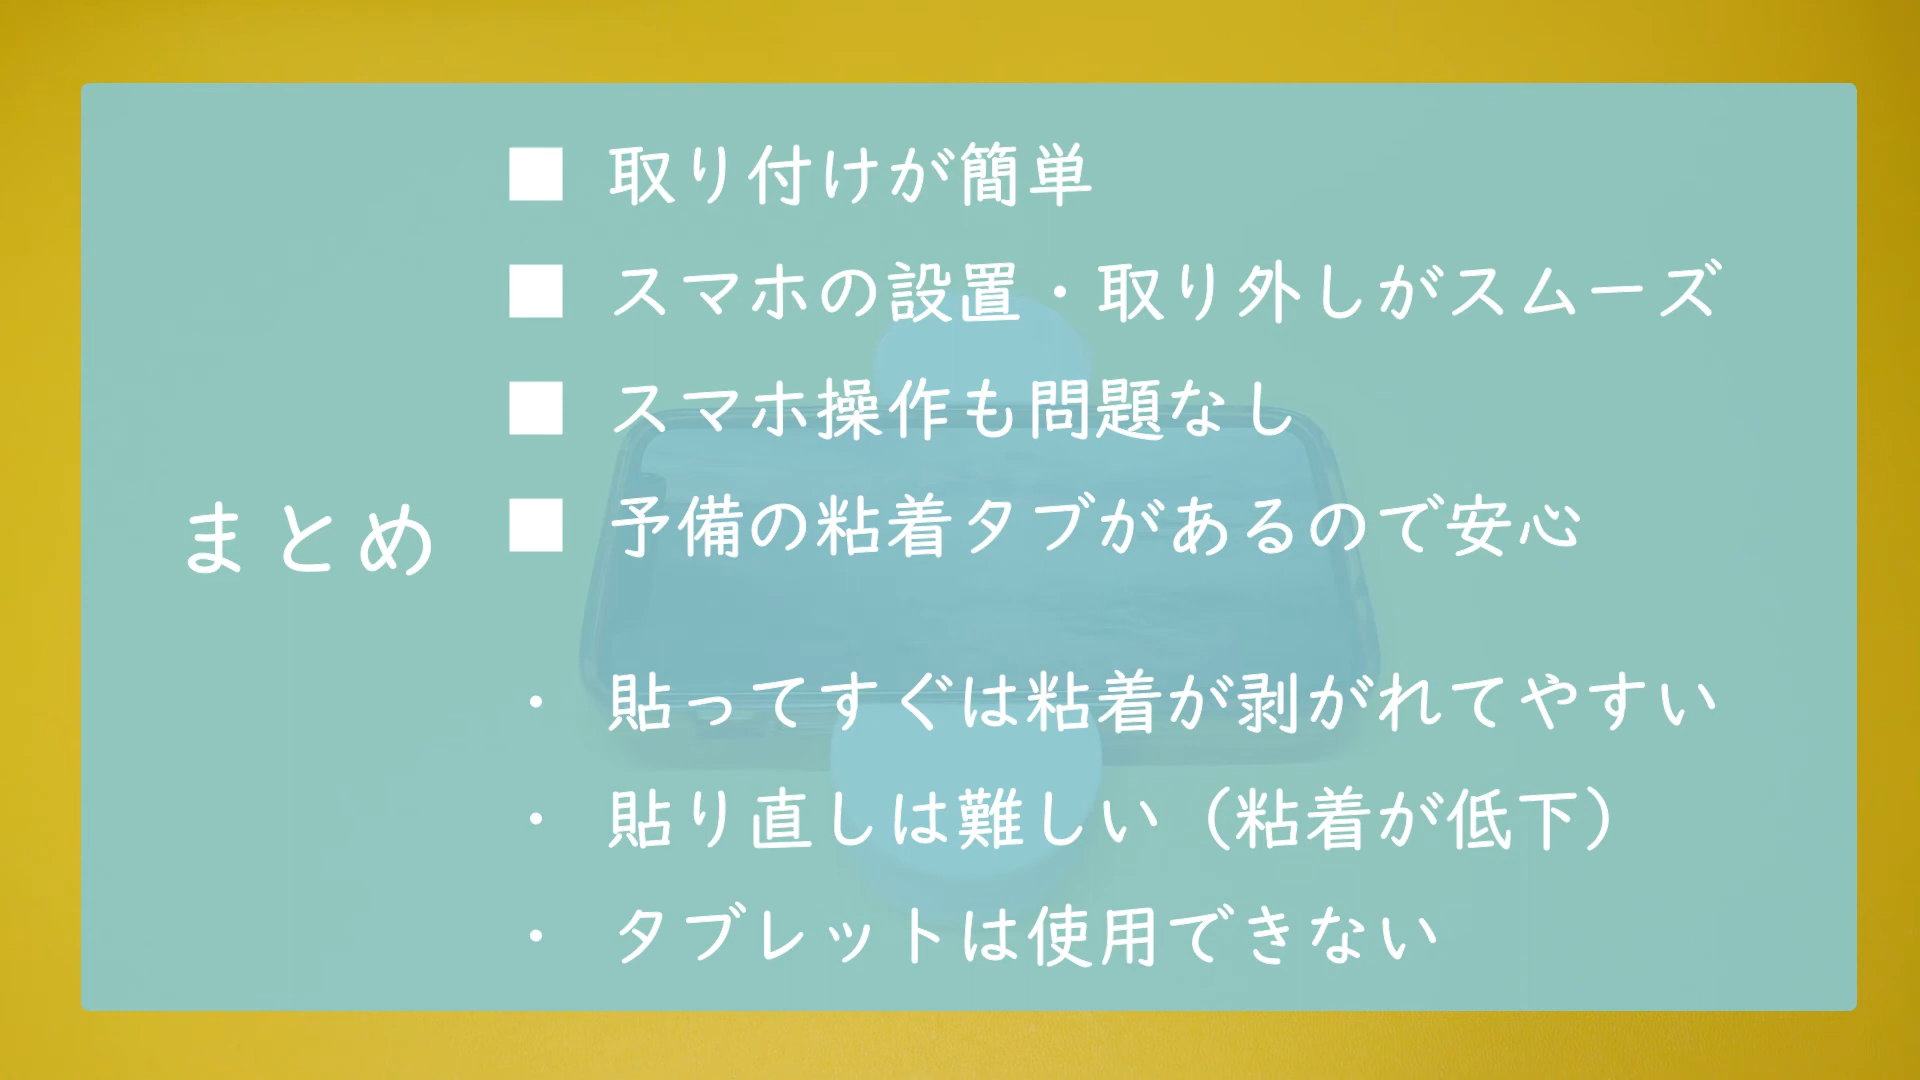 まとめ
■ 取り付けが簡単
■ スマホの設置・取り外しがスムーズ
■ スマホ操作も問題なし
■ 予備の粘着タブがあるので安心
・ 貼ってすぐは粘着が剥がれてやすい
・ 貼り直しは難しい（粘着が低下）
・ タブレットは使用できない